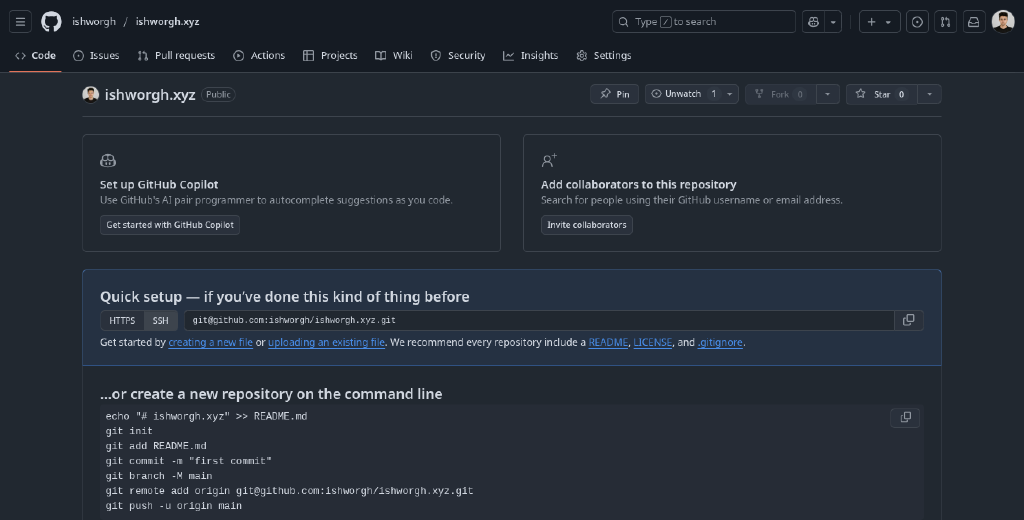 ishworgh / ishworgh.xyz
Type / to search
Code Issues Pull requests Actions Projects Wiki Security Insights Settings
ishworgh.xyz Public
Pin Unwatch 1 Fork 0 Star 0
Set up GitHub Copilot
Use GitHub's AI pair programmer to autocomplete suggestions as you code.
Get started with GitHub Copilot
Add collaborators to this repository
Search for people using their GitHub username or email address.
Invite collaborators
Quick setup — if you've done this kind of thing before
HTTPS SSH git@github.com:ishworgh/ishworgh.xyz.git
Get started by creating a new file or uploading an existing file. We recommend every repository include a README, LICENSE, and .gitignore.
…or create a new repository on the command line
echo "# ishworgh.xyz" >> README.md
git init
git add README.md
git commit -m "first commit"
git branch -M main
git remote add origin git@github.com:ishworgh/ishworgh.xyz.git
git push -u origin main